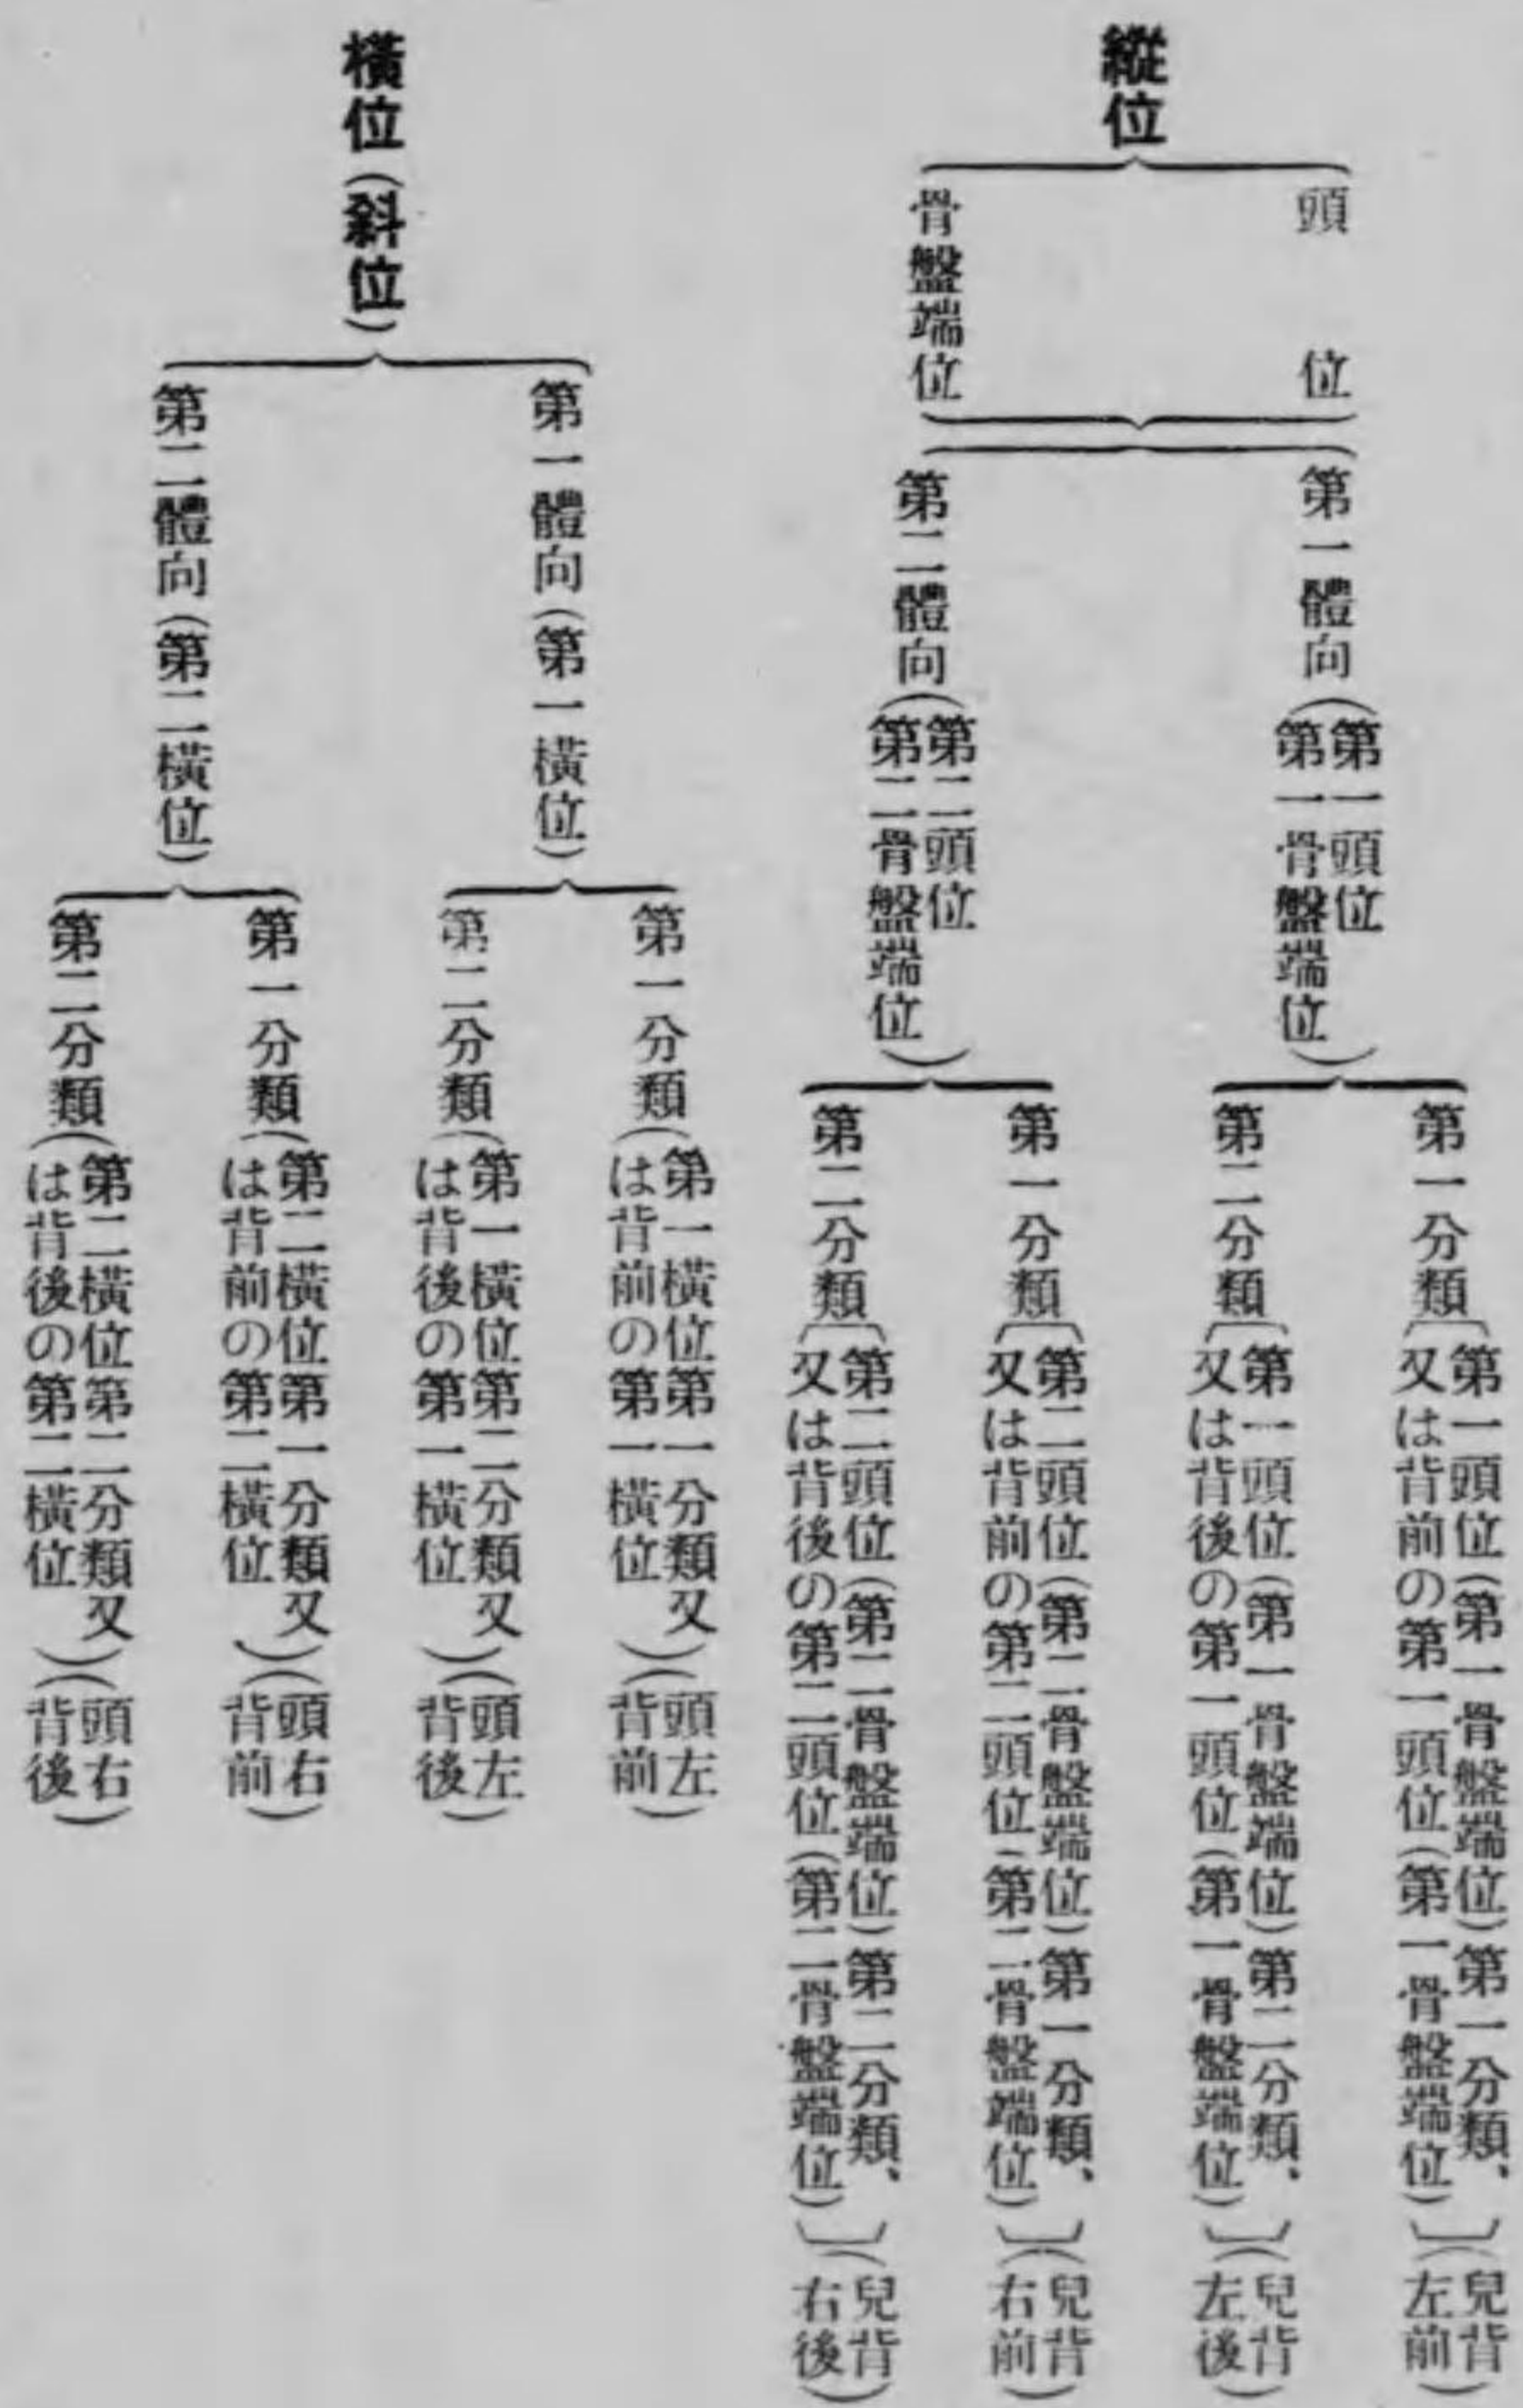 縱位
頭位
骨盤端位
第一體向(第一頭位
第一骨盤端位)
第一分類〔第一頭位(第一骨盤端位)第一分類、
又は背前の第一頭位(第一骨盤端位)〕(兒背
左前)
第二分類〔第一頭位(第一骨盤端位)第二分類、
又は背後の第一頭位(第一骨盤端位)〕(兒背
左後)
第二體向(第二頭位
第二骨盤端位)
第一分類〔第二頭位(第二骨盤端位)第一分類、
又は背前の第二頭位(第二骨盤端位)〕(兒背
右前)
第二分類〔第二頭位(第二骨盤端位)第二分類、
又は背後の第二頭位(第二骨盤端位)〕(兒背
右後)
橫位(斜位)
第一體向(第一橫位)
第一分類(第一橫位第一分類又
は背前の第一橫位)(頭左
背前)
第二分類(第一橫位第二分類又
は背後の第一橫位)(頭左
背後)
第二體向(第二橫位)
第一分類(第二橫位第一分類又
は背前の第二橫位)(頭右
背前)
第二分類(第二橫位第二分類又
は背後の第二橫位)(頭右
背後)